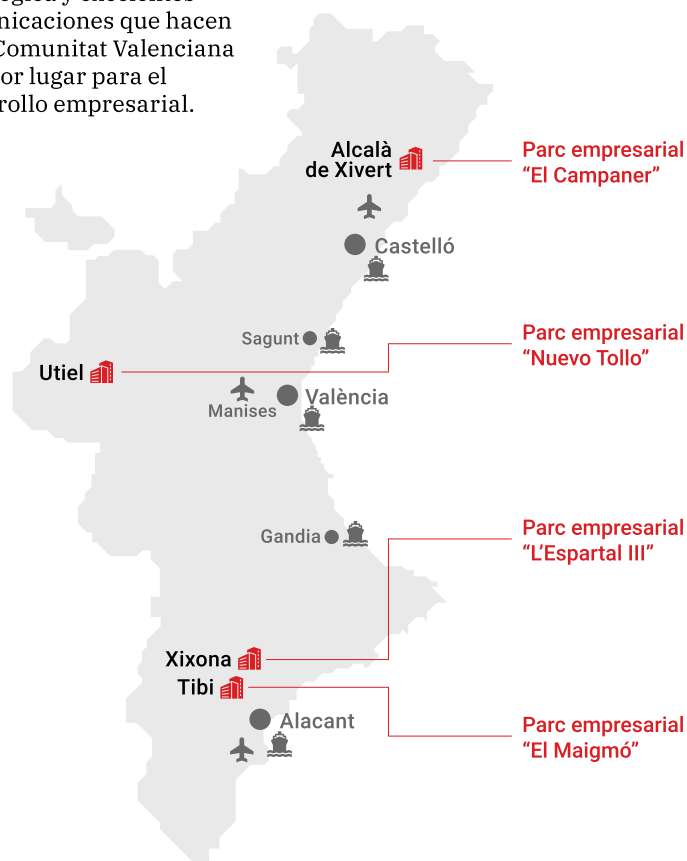 nicaciones que hacen
Comunitat Valenciana
or lugar para el
rollo empresarial.
Alcalà
de Xivert
Parc empresarial
“El Campaner”
Castelló
Sagunt
Parc empresarial
“Nuevo Tollo”
Utiel
Manises
València
Gandia
Parc empresarial
“L’Espartal III”
Xixona
Tibi
Alacant
Parc empresarial
“El Maigmó”